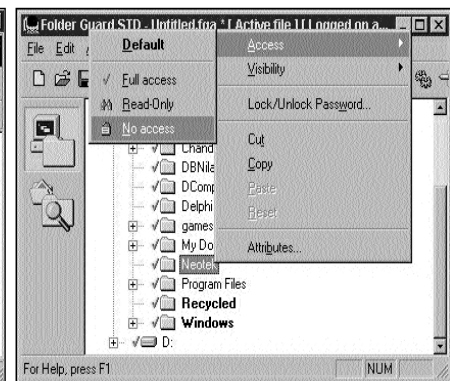 Folder Guard STD - Untitled.fga * [ Active file ] [ Logged on a...
File Edit
Default
Full access
Read-Only
No access
Access
Visibility
Lock/Unlock Password...
Cut
Copy
Paste
Reset
Attributes...
Chand
DBNila
DComp
Delphi
games
My Do
Neotek
Program Files
Recycled
Windows
D:
For Help, press F1
NUM